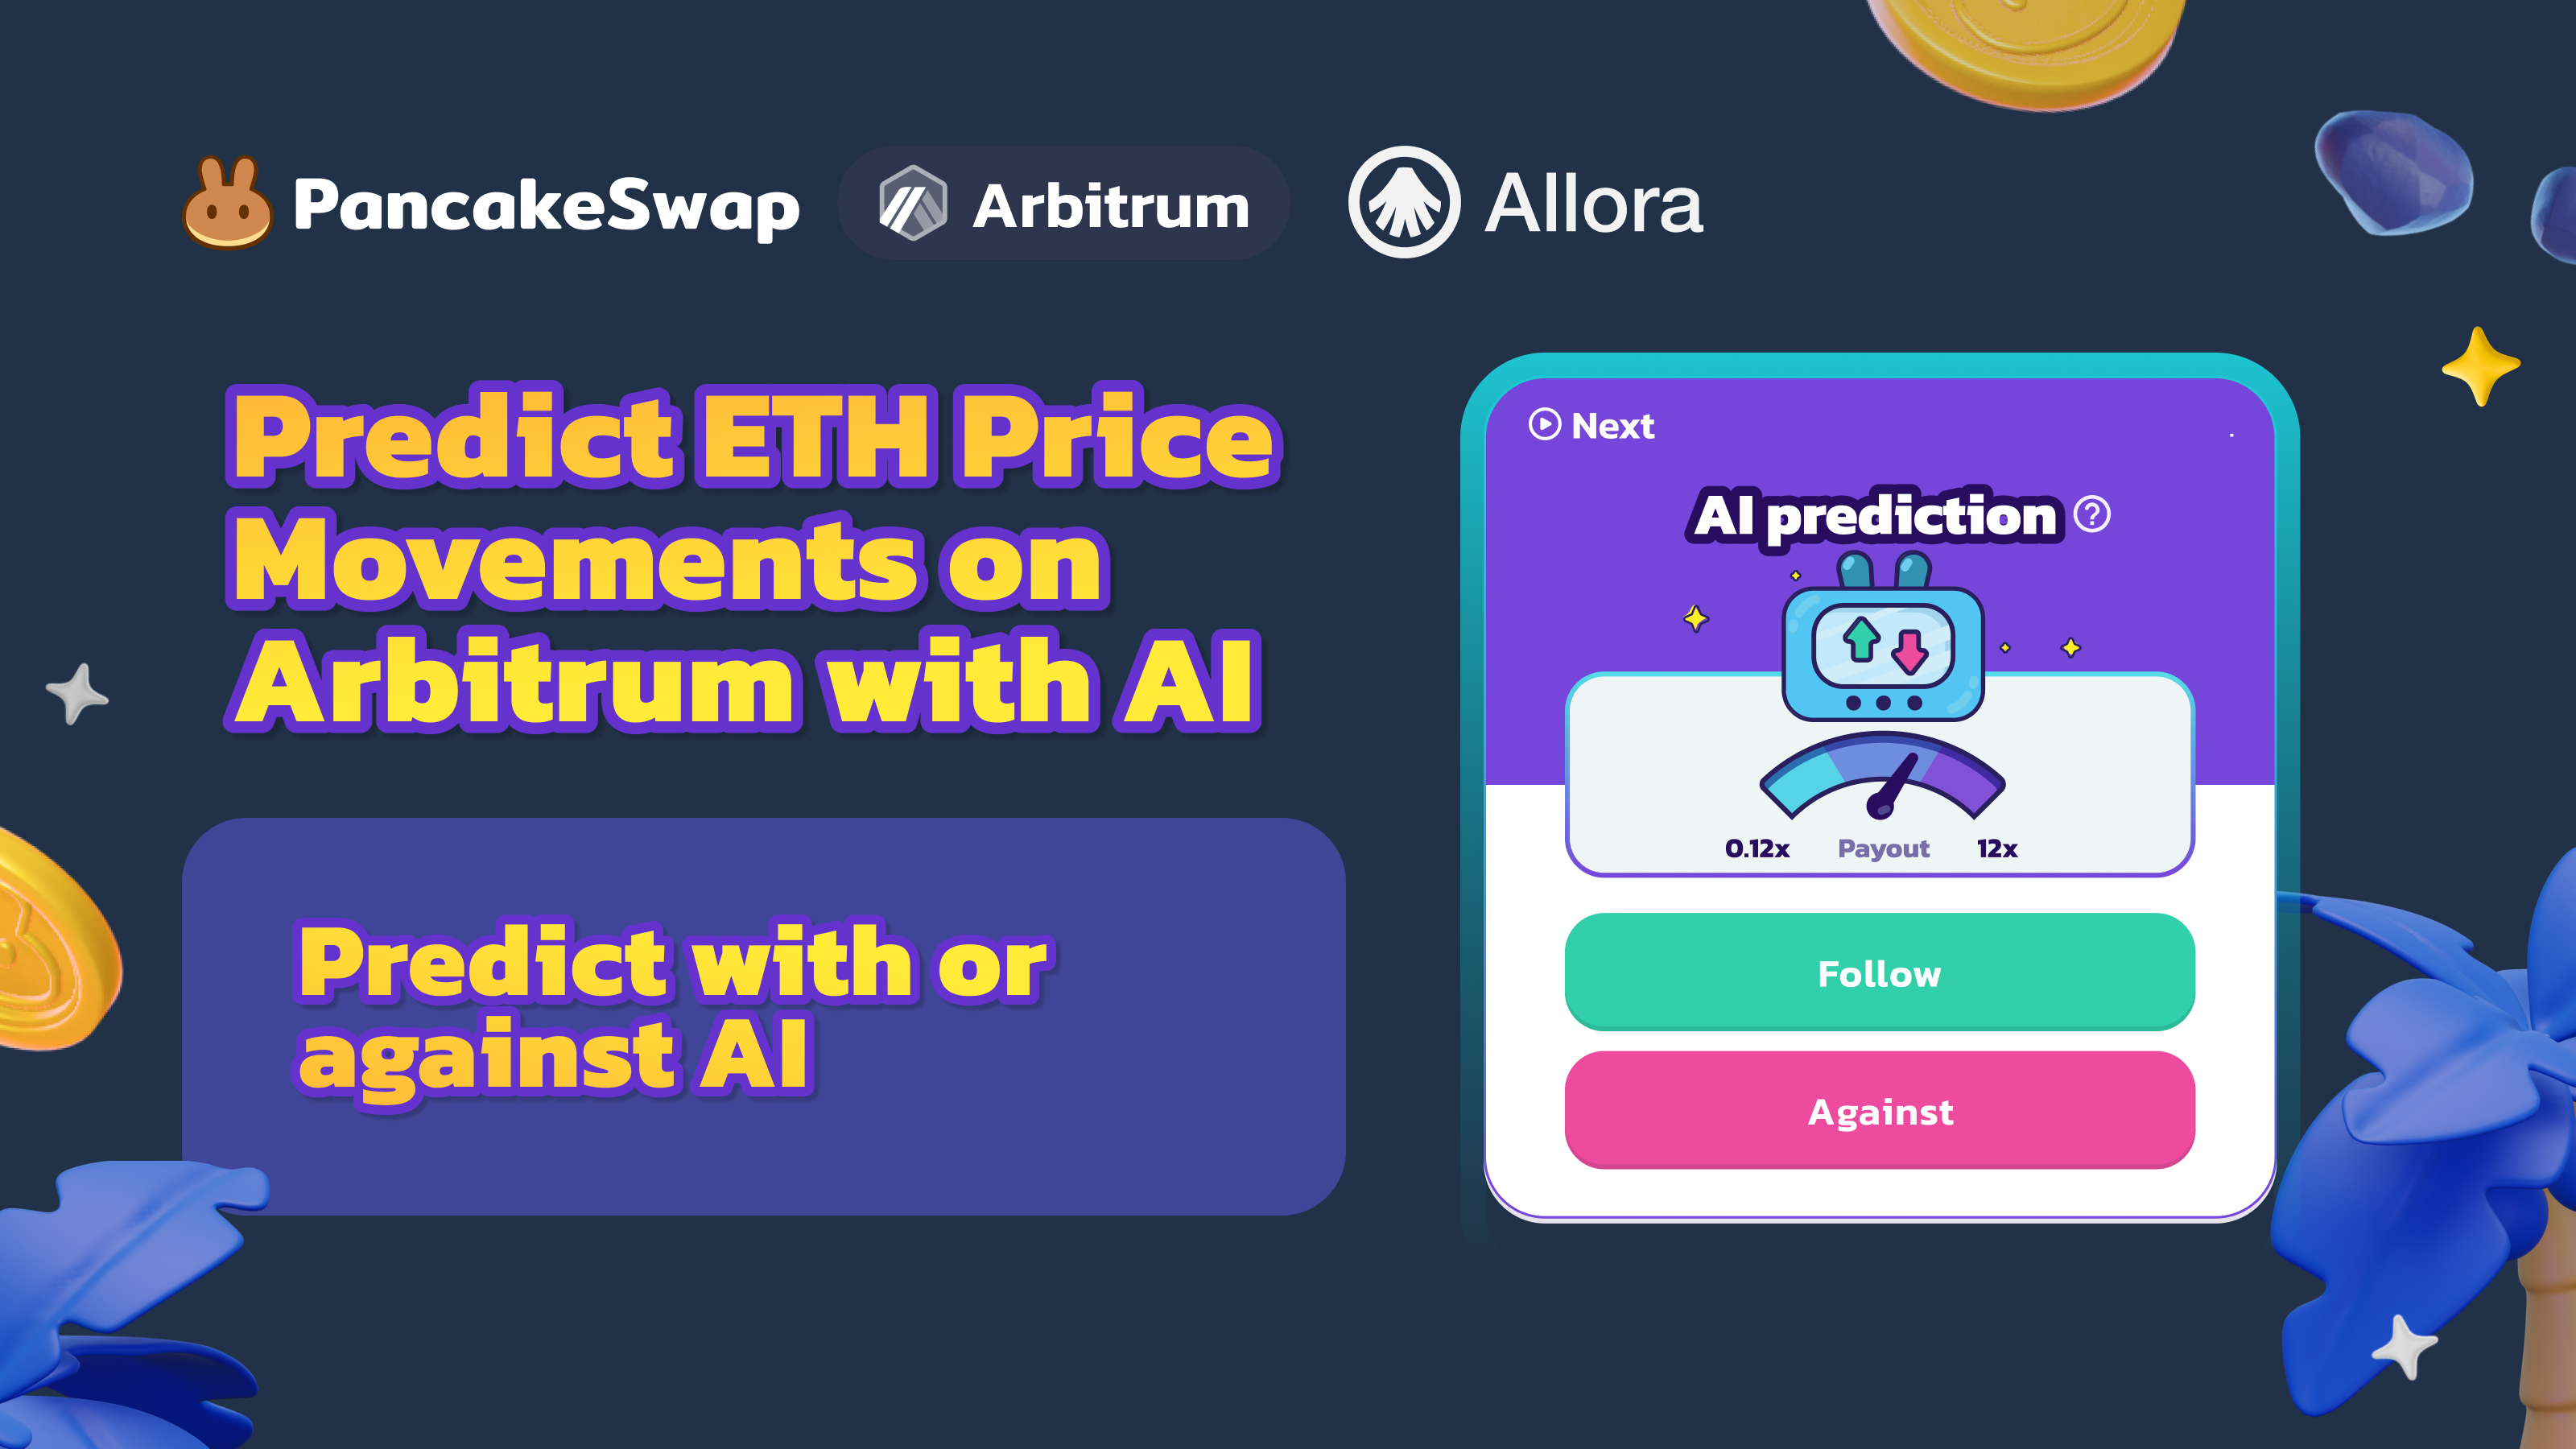 PancakeSwap
Arbitrum
Allora
Predict ETH Price
Movements on
Arbitrum with AI
Predict with or
against AI
Next
AI prediction ?
0.12x Payout 12x
Follow
Against